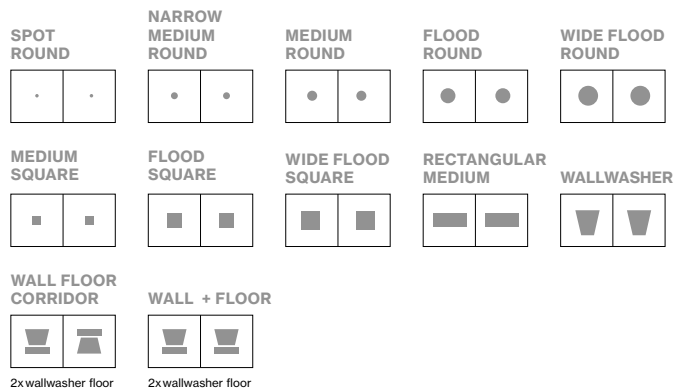 SPOT
ROUND
NARROW
MEDIUM
ROUND
MEDIUM
ROUND
FLOOD
ROUND
WIDE FLOOD
ROUND
MEDIUM
SQUARE
FLOOD
SQUARE
WIDE FLOOD
SQUARE
RECTANGULAR
MEDIUM
WALLWASHER
WALL FLOOR
CORRIDOR
WALL + FLOOR
2x wallwasher floor
2x wallwasher floor